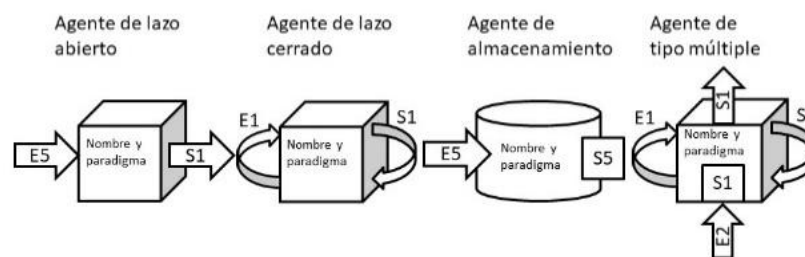 Agente de lazo
abierto
E5
Nombre y
paradigma
S1
Agente de lazo
cerrado
E1
S1
Nombre y
paradigma
Agente de
almacenamiento
E5
Nombre y
paradigma
S5
Agente de
tipo múltiple
S1
E1
Nombre y
paradigma
S1
E2